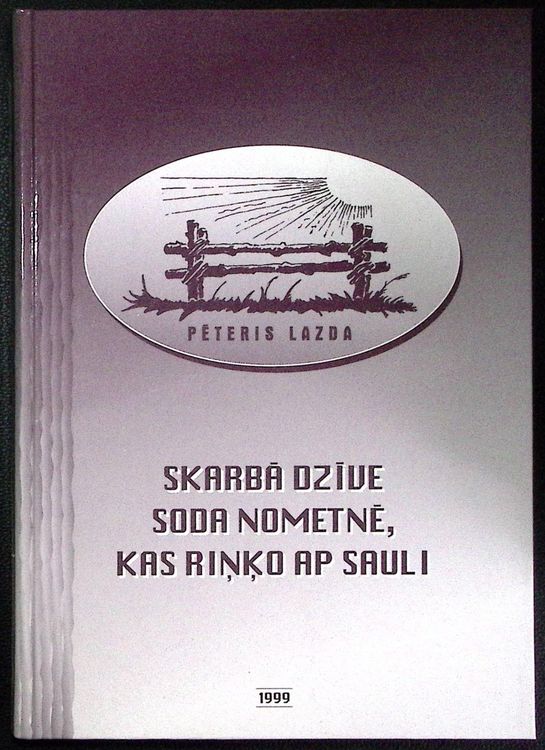 PĒTERIS LAZDA
SKARBĀ DZĪVE
SODA NOMETNĒ,
KAS RIŅĶO AP SAULI
1999